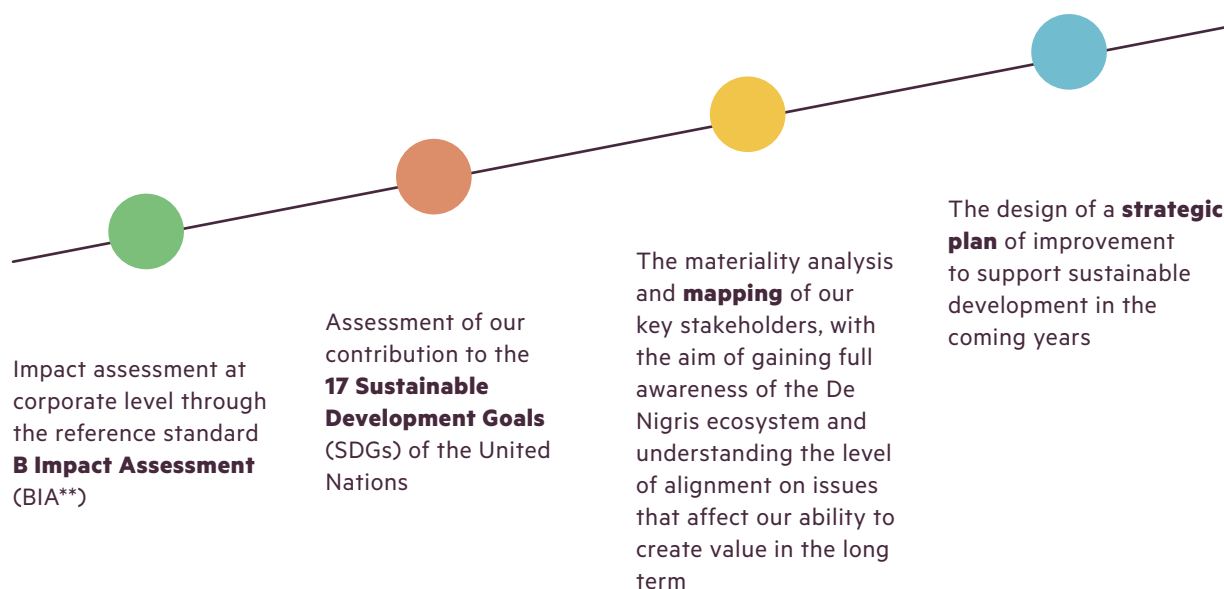 Impact assessment at
corporate level through
the reference standard
B Impact Assessment
(BIA**)
Assessment of our
contribution to the
17 Sustainable
Development Goals
(SDGs) of the United
Nations
The materiality analysis
and mapping of our
key stakeholders, with
the aim of gaining full
awareness of the De
Nigris ecosystem and
understanding the level
of alignment on issues
that affect our ability to
create value in the long
term
The design of a strategic
plan of improvement
to support sustainable
development in the
coming years